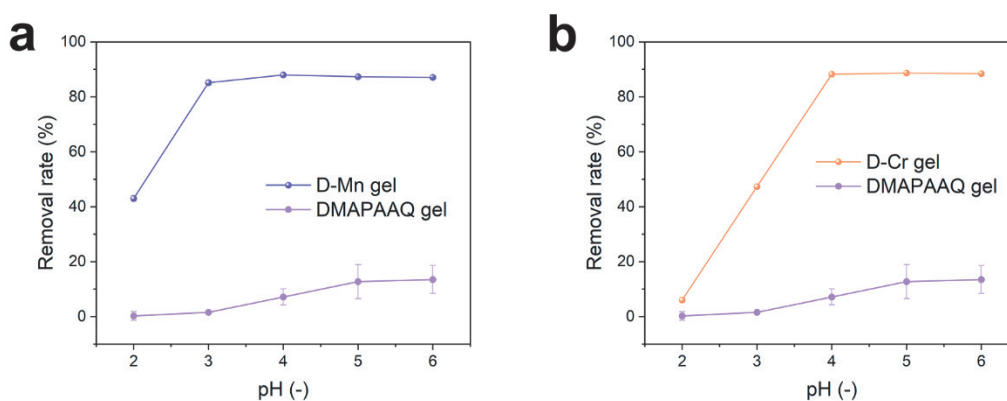 a
Removal rate (%)
100
80
60
40
20
0
D-Mn gel
DMAPAAQ gel
2 3 4 5 6
pH (-)
b
Removal rate (%)
100
80
60
40
20
0
D-Cr gel
DMAPAAQ gel
2 3 4 5 6
pH (-)